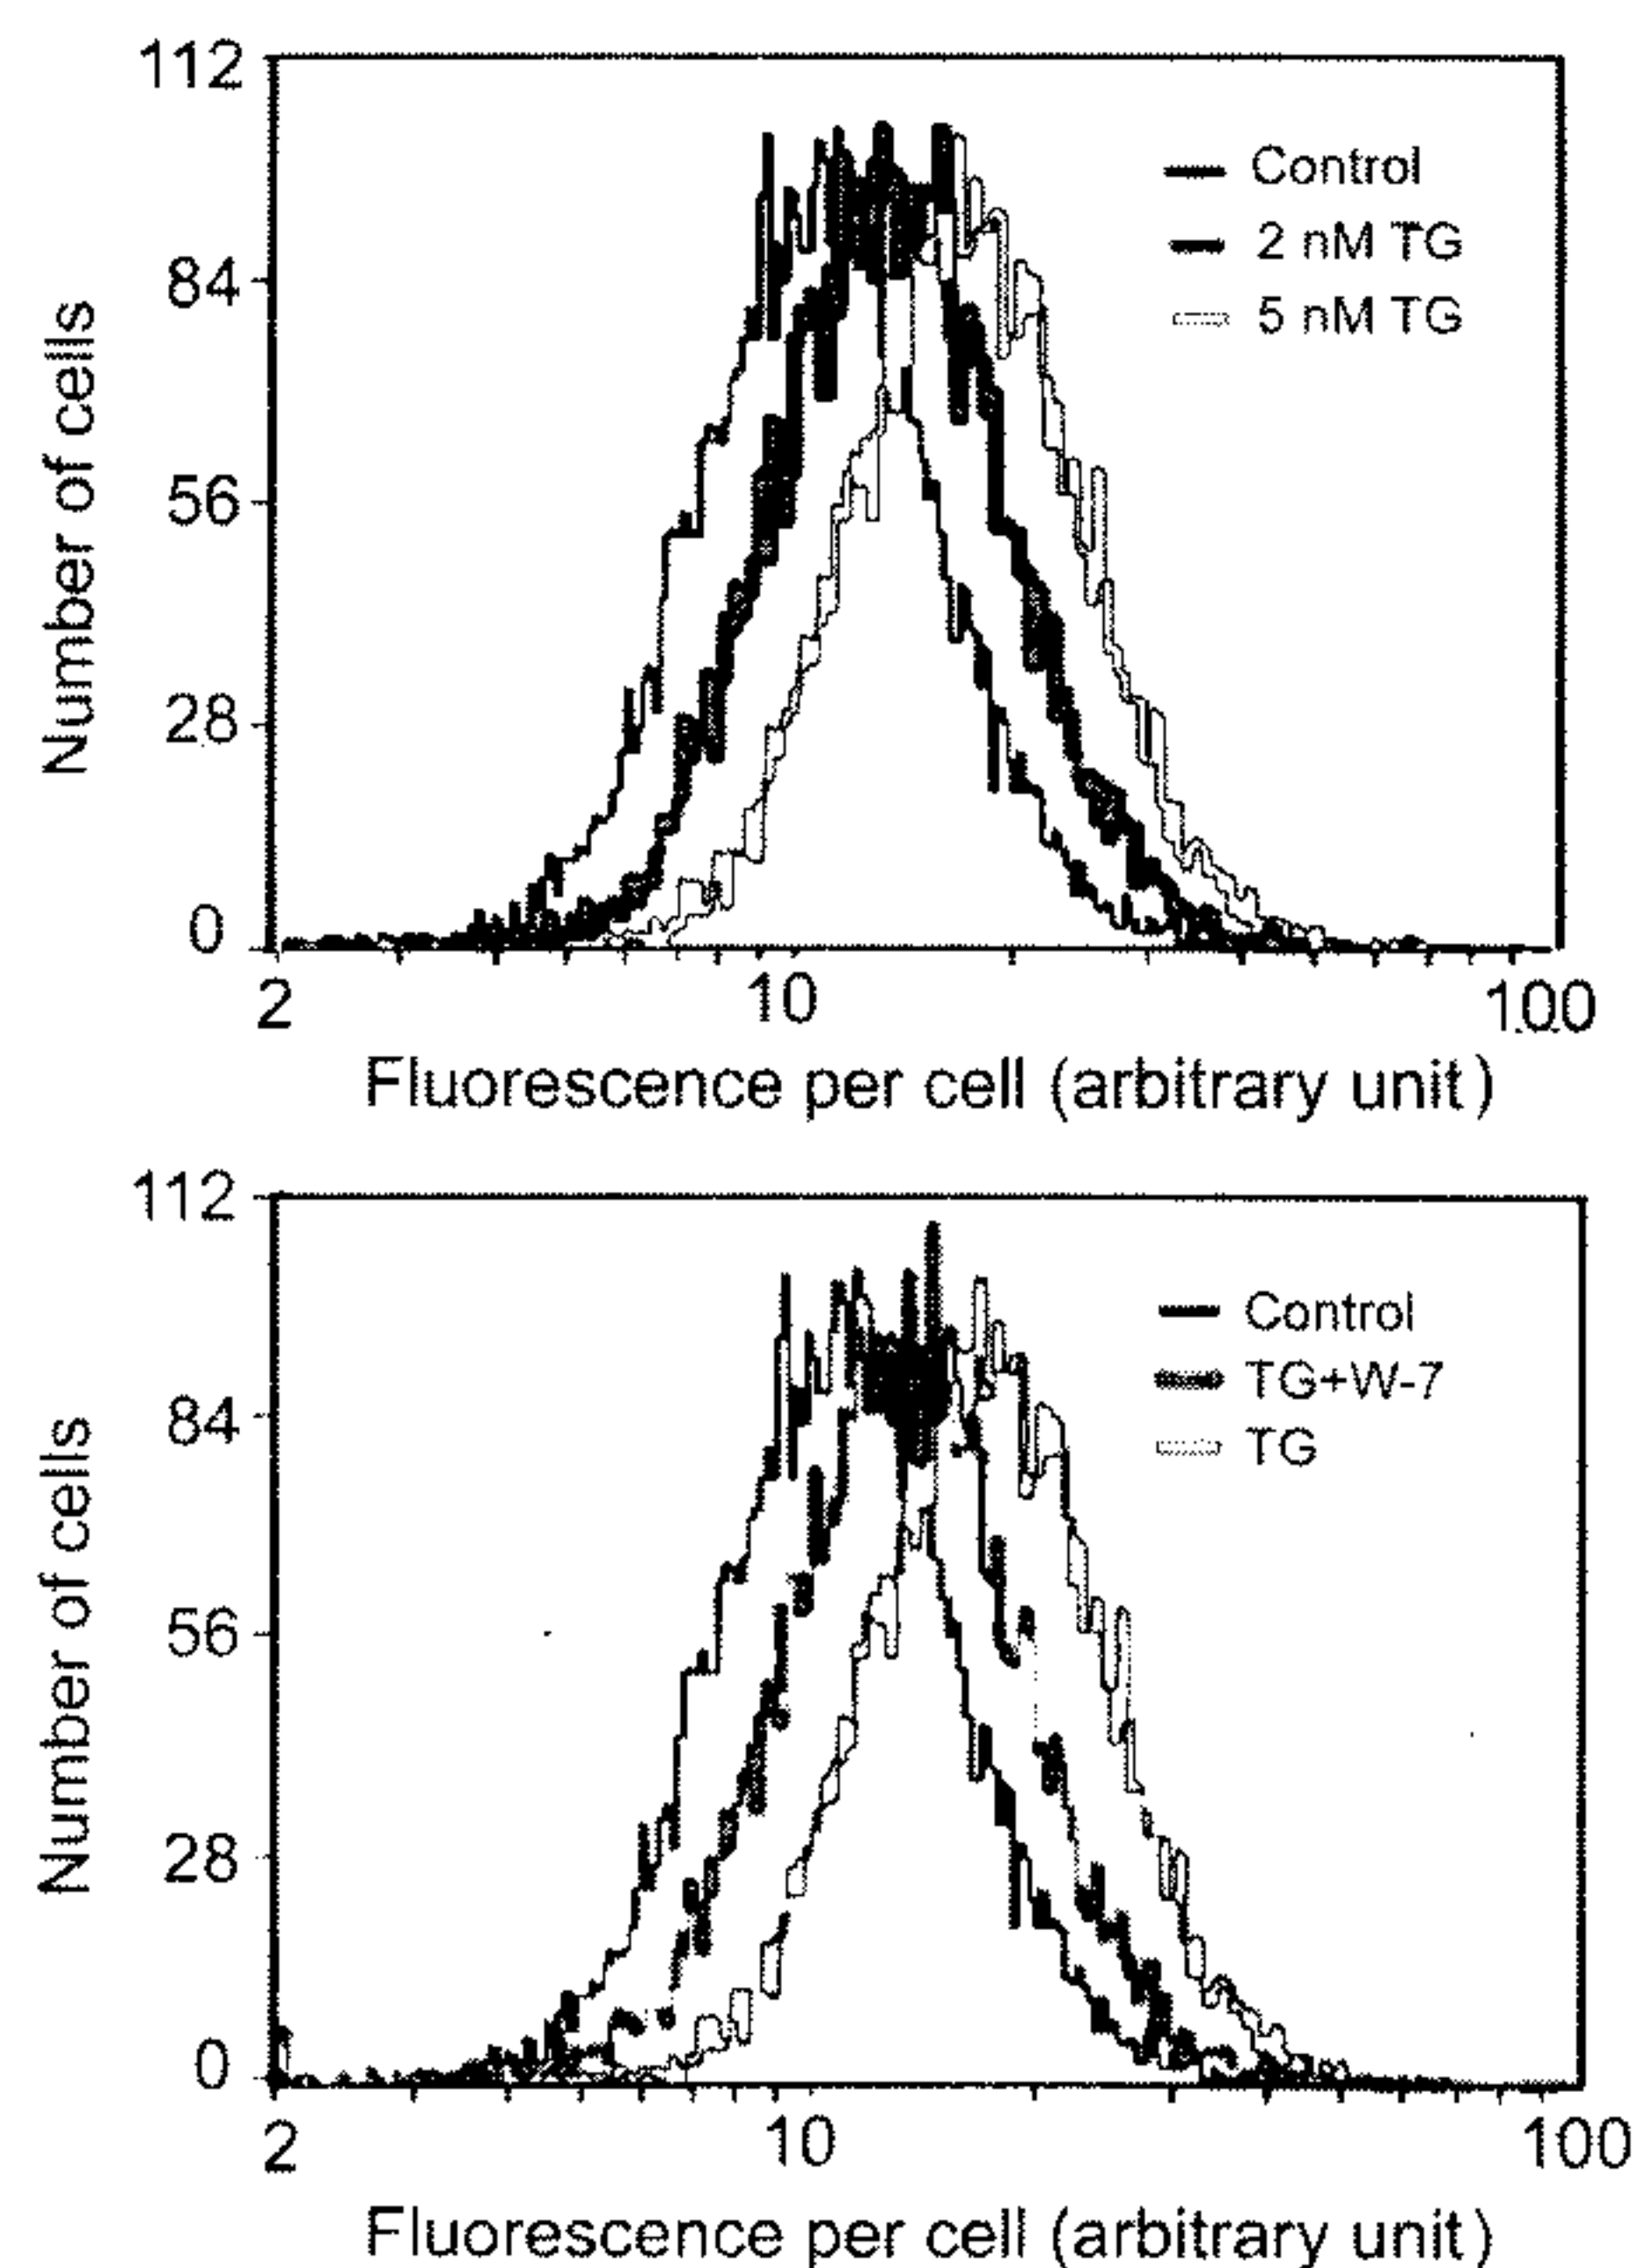 112
84
56
28
0
Number of cells
Control
2 nM TG
5 nM TG
2
10
100
Fluorescence per cell (arbitrary unit)
112
84
56
28
0
Number of cells
Control
TG+W-7
TG
2
10
100
Fluorescence per cell (arbitrary unit)